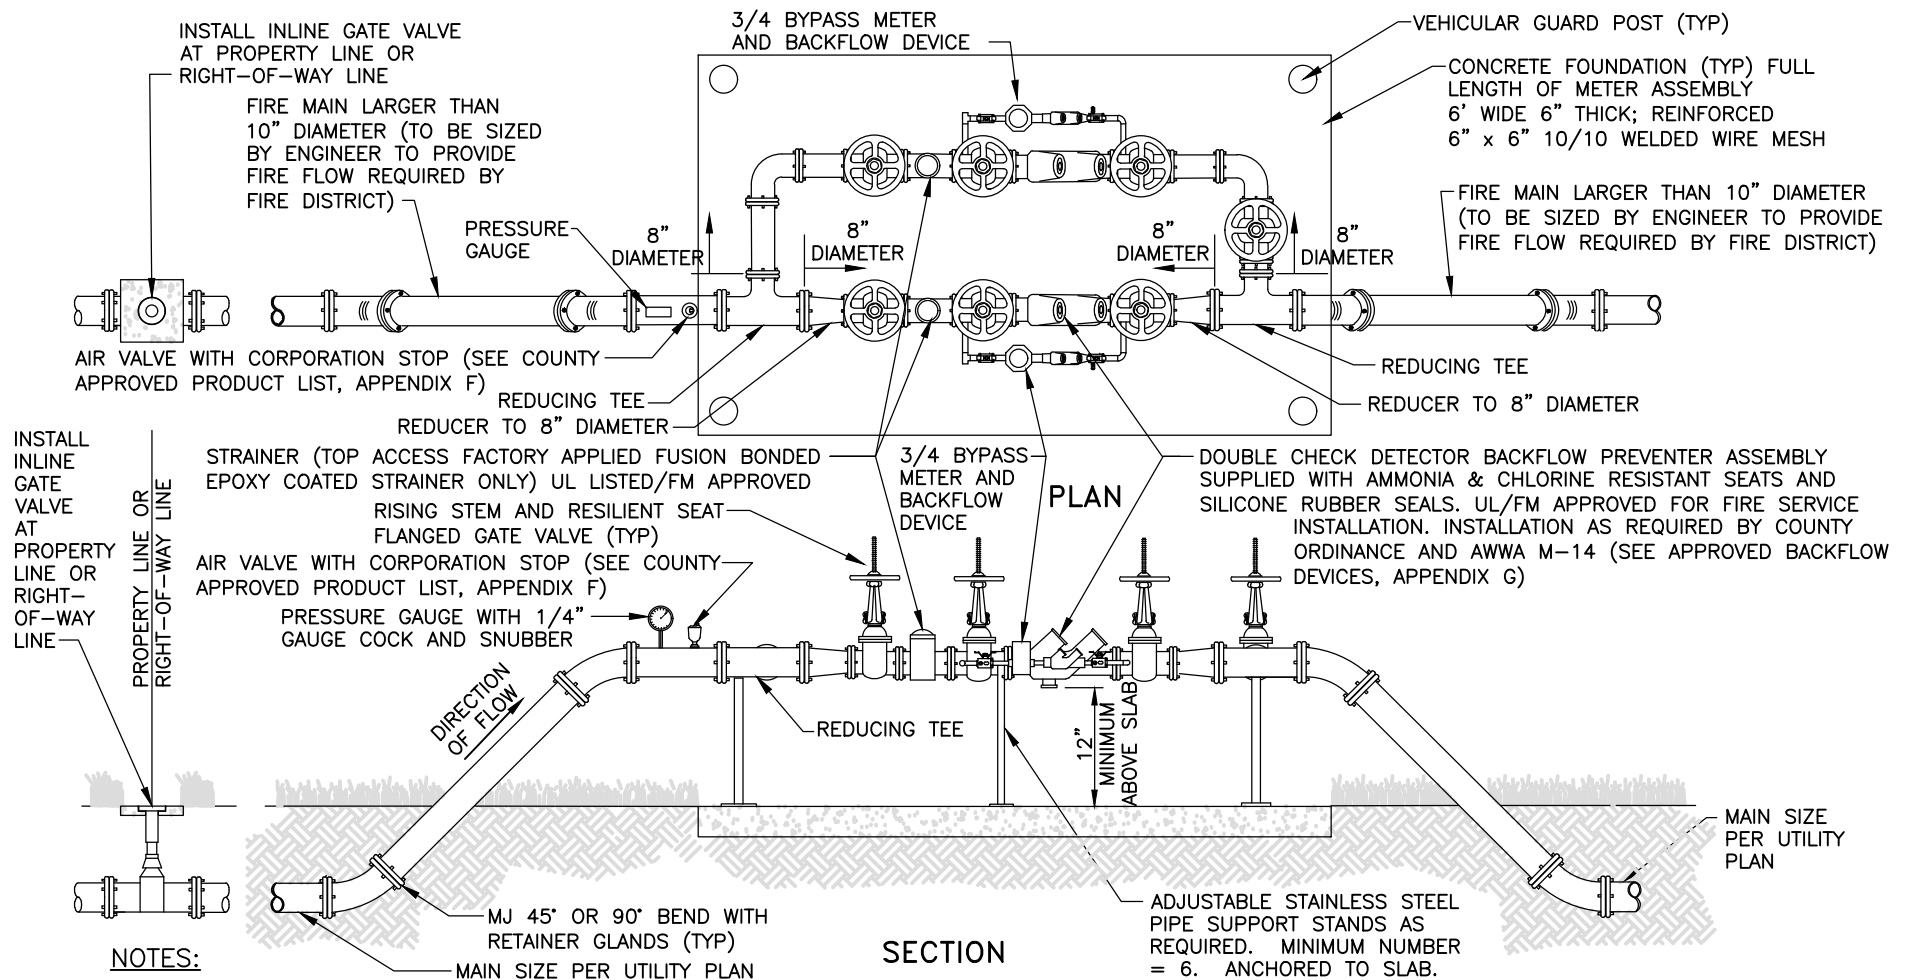 INSTALL INLINE GATE VALVE
AT PROPERTY LINE OR
RIGHT-OF-WAY LINE
FIRE MAIN LARGER THAN
10" DIAMETER (TO BE SIZED
BY ENGINEER TO PROVIDE
FIRE FLOW REQUIRED BY
FIRE DISTRICT)
PRESSURE
GAUGE
3/4 BYPASS METER
AND BACKFLOW DEVICE
VEHICULAR GUARD POST (TYP)
CONCRETE FOUNDATION (TYP) FULL
LENGTH OF METER ASSEMBLY
6' WIDE 6" THICK; REINFORCED
6" x 6" 10/10 WELDED WIRE MESH
FIRE MAIN LARGER THAN 10" DIAMETER
(TO BE SIZED BY ENGINEER TO PROVIDE
FIRE FLOW REQUIRED BY FIRE DISTRICT)
8"
DIAMETER
8"
DIAMETER
8"
DIAMETER
8"
DIAMETER
AIR VALVE WITH CORPORATION STOP (SEE COUNTY
APPROVED PRODUCT LIST, APPENDIX F)
REDUCING TEE
REDUCER TO 8" DIAMETER
REDUCING TEE
REDUCER TO 8" DIAMETER
STRAINER (TOP ACCESS FACTORY APPLIED FUSION BONDED
EPOXY COATED STRAINER ONLY) UL LISTED/FM APPROVED
3/4 BYPASS
METER AND
BACKFLOW
DEVICE
PLAN
DOUBLE CHECK DETECTOR BACKFLOW PREVENTER ASSEMBLY
SUPPLIED WITH AMMONIA & CHLORINE RESISTANT SEATS AND
SILICONE RUBBER SEALS. UL/FM APPROVED FOR FIRE SERVICE
INSTALLATION. INSTALLATION AS REQUIRED BY COUNTY
ORDINANCE AND AWWA M-14 (SEE APPROVED BACKFLOW
DEVICES, APPENDIX G)
INSTALL
INLINE
GATE
VALVE
AT
PROPERTY
LINE OR
RIGHT-
OF-WAY
LINE
PROPERTY LINE OR
RIGHT-OF-WAY LINE
RISING STEM AND RESILIENT SEAT
FLANGED GATE VALVE (TYP)
AIR VALVE WITH CORPORATION STOP (SEE COUNTY
APPROVED PRODUCT LIST, APPENDIX F)
PRESSURE GAUGE WITH 1/4"
GAUGE COCK AND SNUBBER
DIRECTION
OF FLOW
REDUCING TEE
12"
MINIMUM
ABOVE SLAB
MAIN SIZE
PER UTILITY
PLAN
MJ 45° OR 90° BEND WITH
RETAINER GLANDS (TYP)
MAIN SIZE PER UTILITY PLAN
ADJUSTABLE STAINLESS STEEL
PIPE SUPPORT STANDS AS
REQUIRED. MINIMUM NUMBER
= 6. ANCHORED TO SLAB.
SECTION
NOTES: